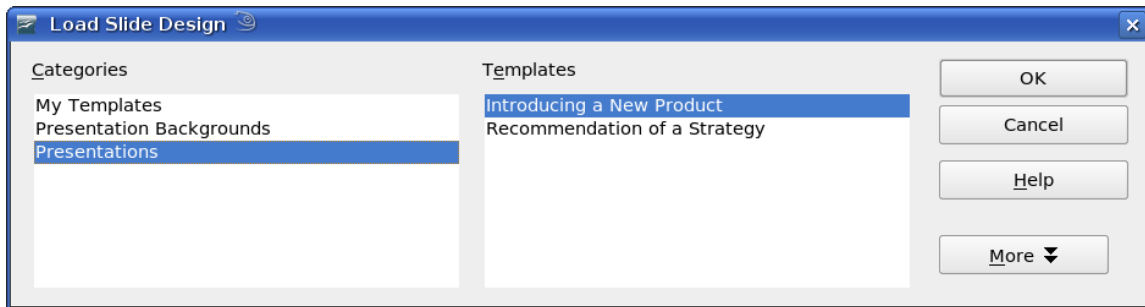 Load Slide Design
Categories
My Templates
Presentation Backgrounds
Presentations
Templates
Introducing a New Product
Recommendation of a Strategy
OK
Cancel
Help
More